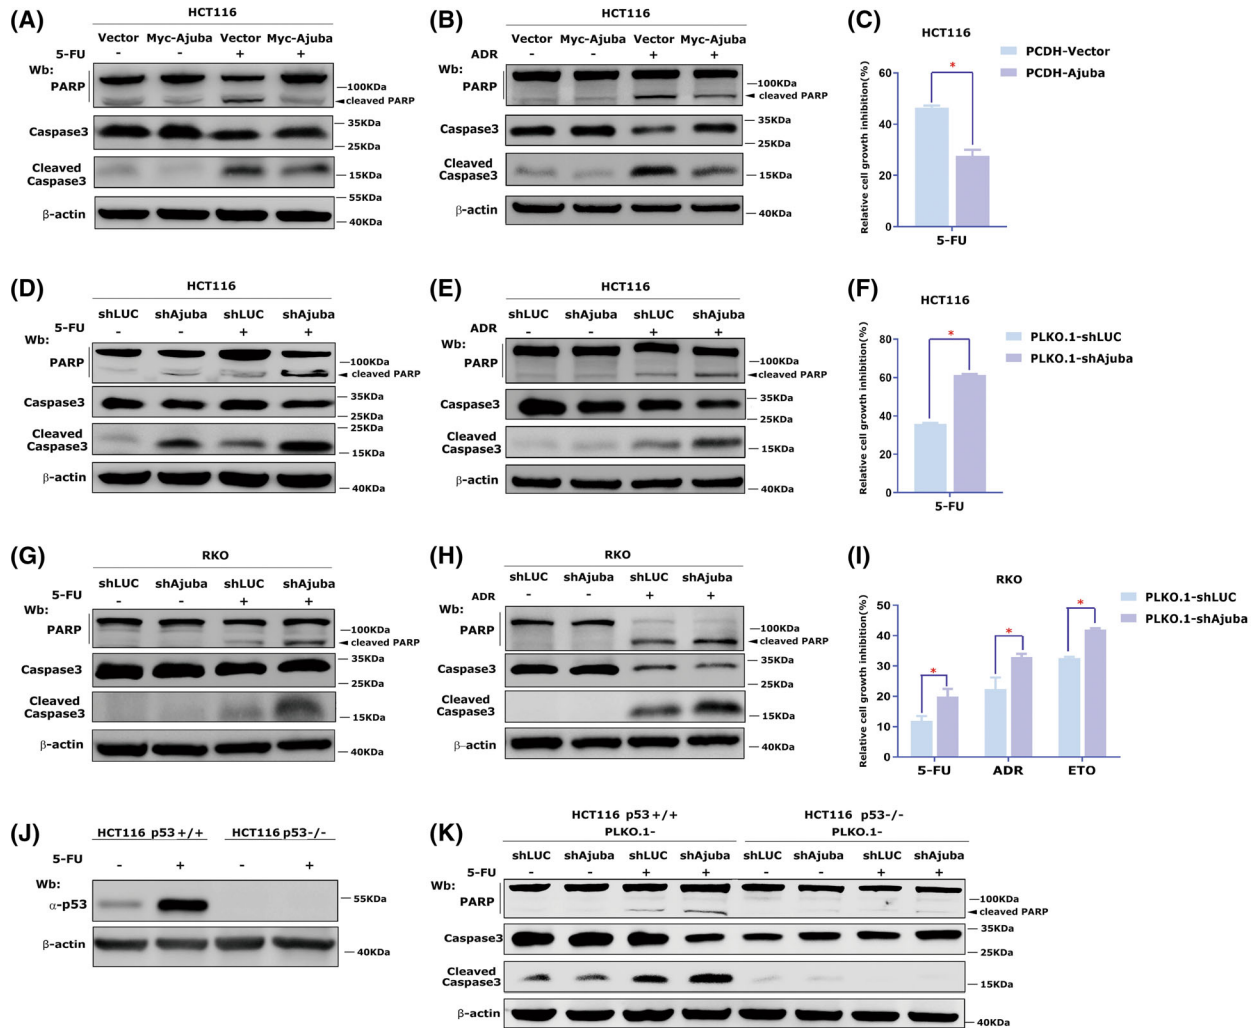 (A)
HCT116
Vector Myc-Ajuba Vector Myc-Ajuba
5-FU - - + +
Wb:
PARP
—100KDa
cleaved PARP
Caspase3
—35KDa
—25KDa
Cleaved
Caspase3
—15KDa
—55KDa
β-actin
—40KDa
(B)
HCT116
Vector Myc-Ajuba Vector Myc-Ajuba
ADR - - + +
Wb:
PARP
—100KDa
cleaved PARP
Caspase3
—35KDa
—25KDa
Cleaved
Caspase3
—15KDa
—55KDa
β-actin
—40KDa
(C)
HCT116
PCDH-Vector
PCDH-Ajuba
Relative cell growth inhibition(%)
60
40
20
0
*
5-FU
(D)
HCT116
shLUC shAjuba shLUC shAjuba
5-FU - - + +
Wb:
PARP
—100KDa
cleaved PARP
Caspase3
—35KDa
—25KDa
—25KDa
Cleaved
Caspase3
—15KDa
β-actin
—40KDa
(E)
HCT116
shLUC shAjuba shLUC shAjuba
ADR - - + +
Wb:
PARP
—100KDa
cleaved PARP
Caspase3
—35KDa
—25KDa
Cleaved
Caspase3
—15KDa
β-actin
—40KDa
(F)
HCT116
PLKO.1-shLUC
PLKO.1-shAjuba
Relative cell growth inhibition(%)
80
60
40
20
0
*
5-FU
(G)
RKO
shLUC shAjuba shLUC shAjuba
5-FU - - + +
Wb:
PARP
—100KDa
cleaved PARP
Caspase3
—35KDa
—25KDa
Cleaved
Caspase3
—15KDa
β-actin
—40KDa
(H)
RKO
shLUC shAjuba shLUC shAjuba
ADR - - + +
Wb:
PARP
—100KDa
cleaved PARP
Caspase3
—35KDa
—25KDa
Cleaved
Caspase3
—15KDa
β-actin
—40KDa
(I)
RKO
PLKO.1-shLUC
PLKO.1-shAjuba
Relative cell growth inhibition(%)
50
40
30
20
10
0
* * *
5-FU ADR ETO
(J)
HCT116 p53+/+ HCT116 p53-/-
5-FU - + - +
Wb:
α-p53
—55KDa
β-actin
—40KDa
(K)
HCT116 p53+/+ HCT116 p53-/-
PLKO.1- PLKO.1-
shLUC shAjuba shLUC shAjuba shLUC shAjuba shLUC shAjuba
5-FU - - + + - - + +
Wb:
PARP
—100KDa
cleaved PARP
Caspase3
—35KDa
—25KDa
Cleaved
Caspase3
—15KDa
β-actin
—40KDa